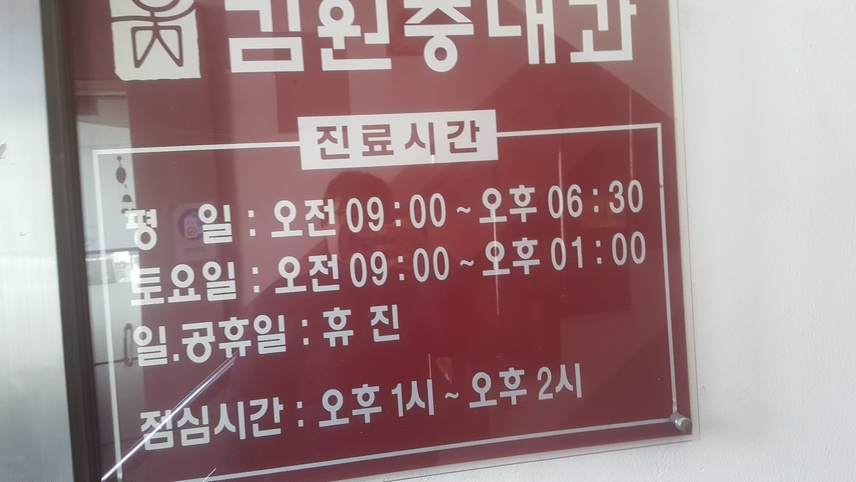 김원중내과
진료시간
평 일 : 오전 09 : 00 ~ 오후 06 : 30
토요일 : 오전 09 : 00 ~ 오후 01 : 00
일.공휴일 : 휴 진
점심시간 : 오후 1시 ~ 오후 2시